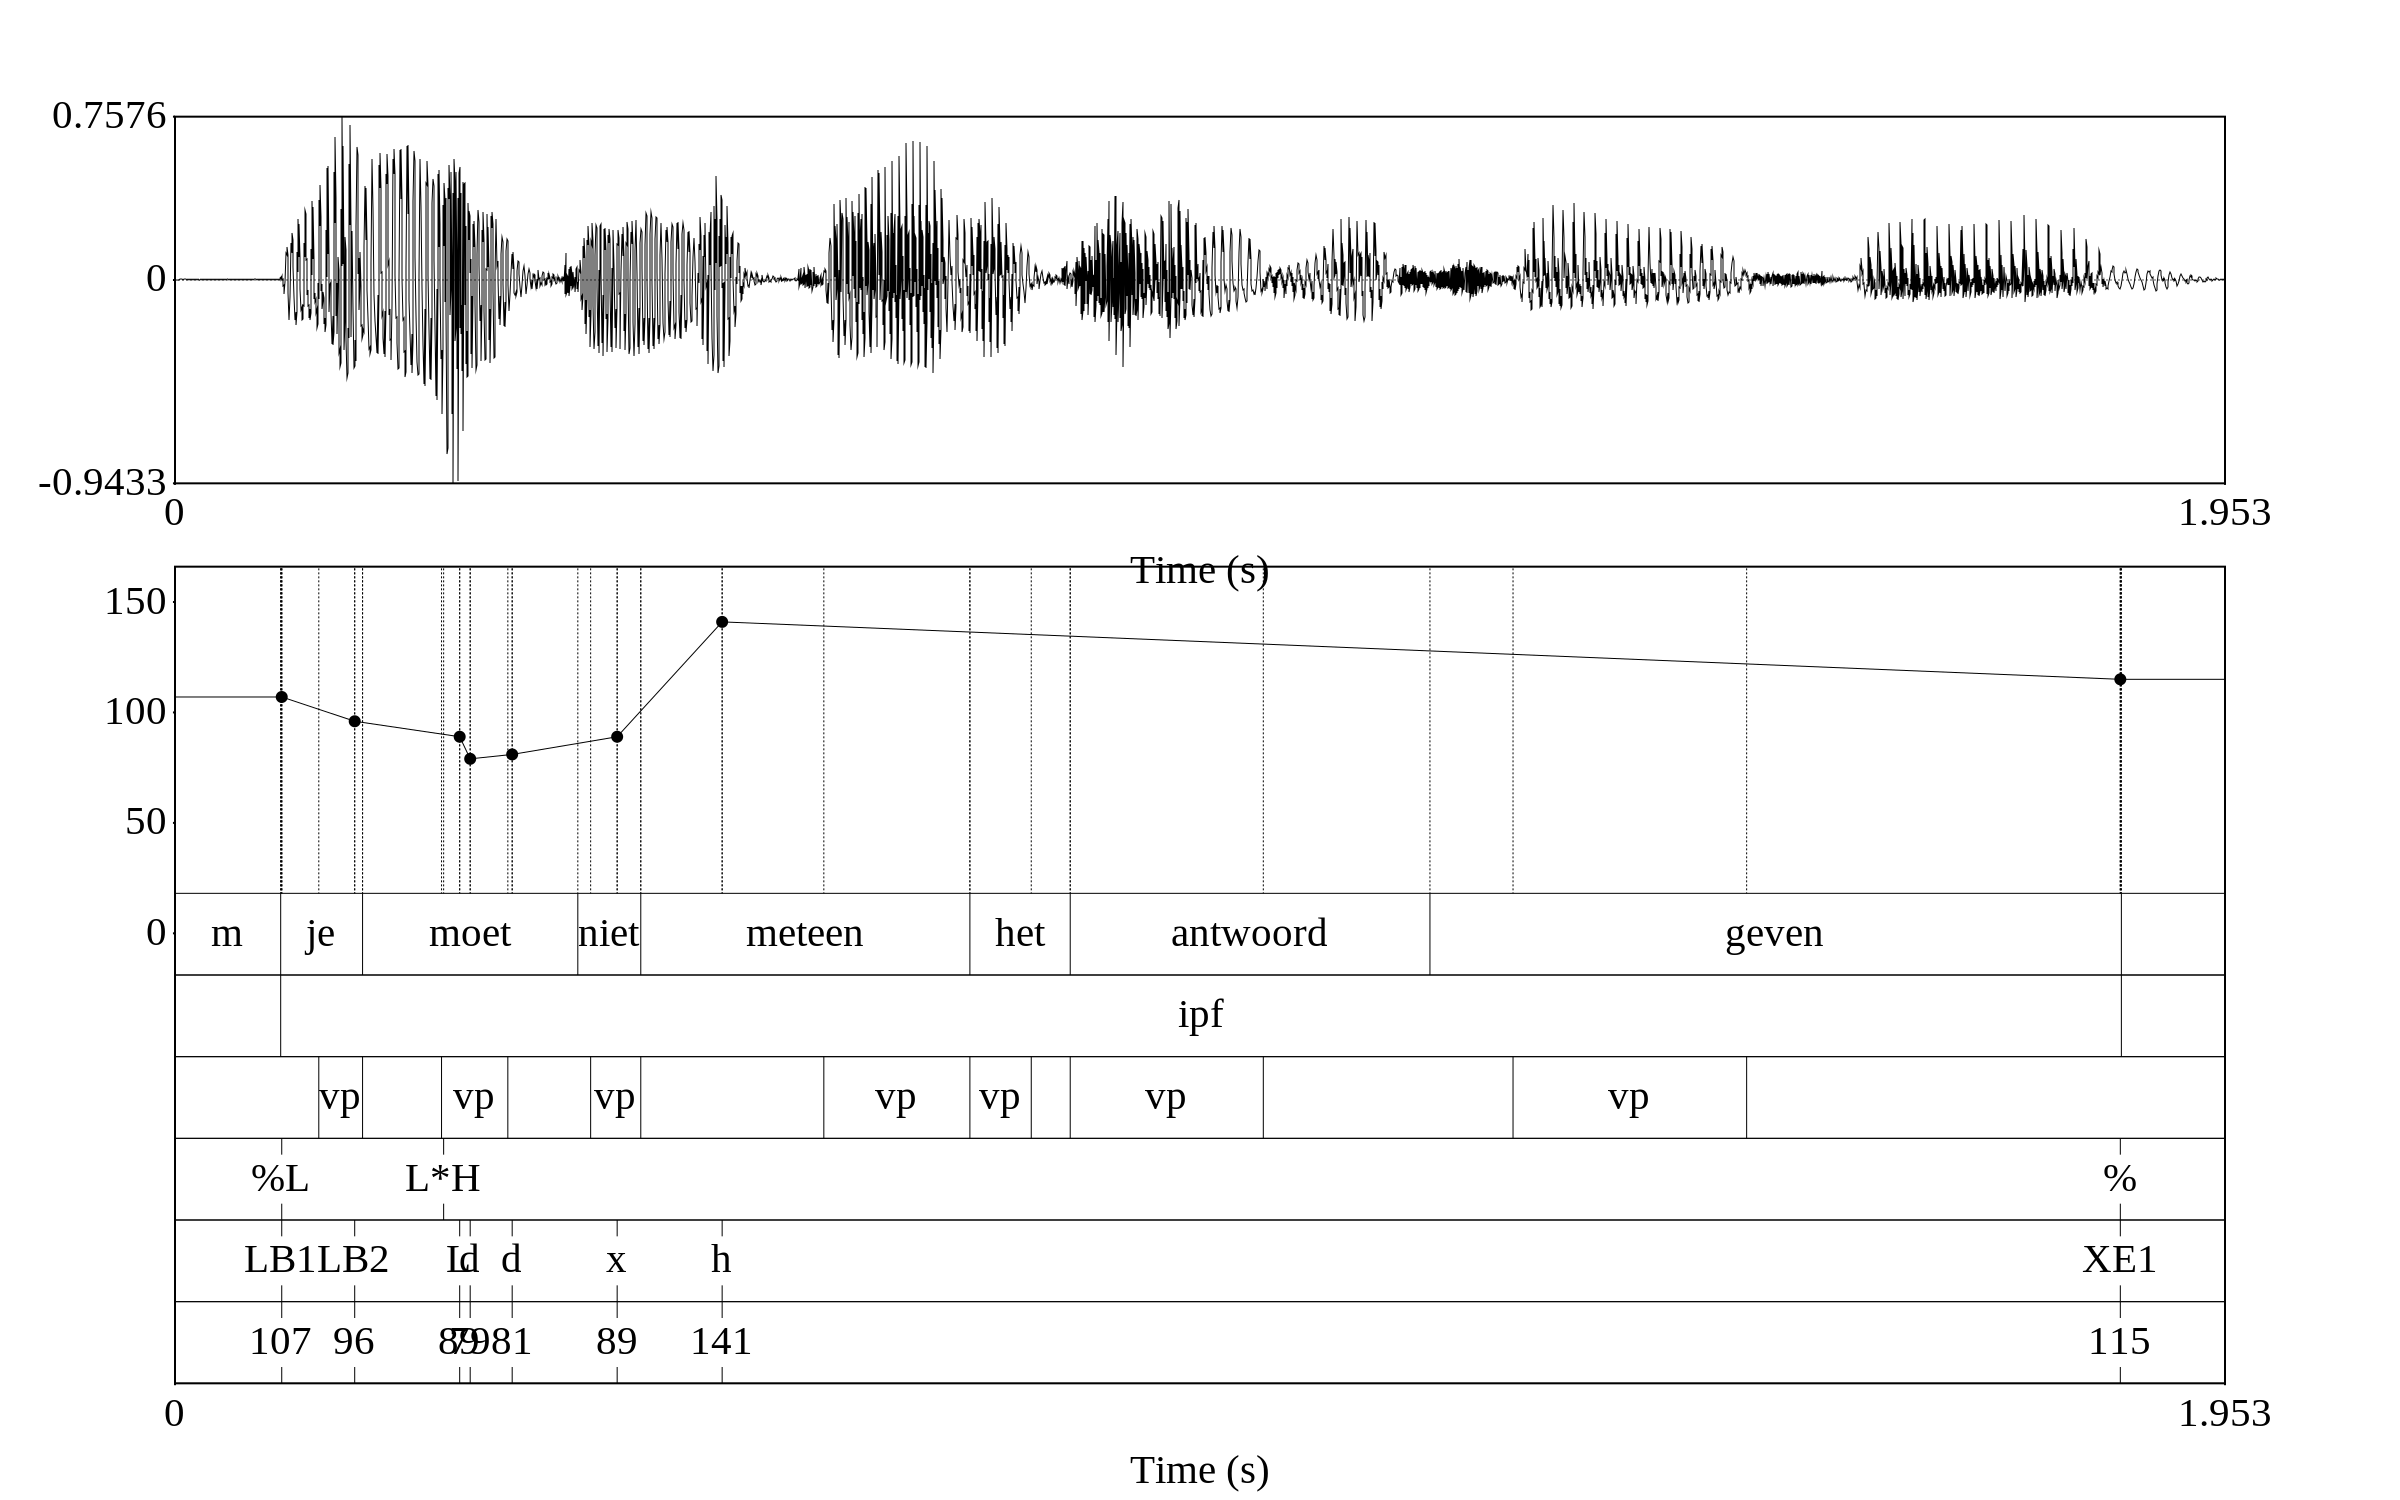 0.7576
0
-0.9433
0 1.953
Time (s)
150
100
50
0
m je moet niet meteen het antwoord geven
ipf
vp vp vp vp vp vp vp
%L L*H %
LB1 LB2 L d d x h XE1
107 96 89 79 81 89 141 115
0 1.953
Time (s)